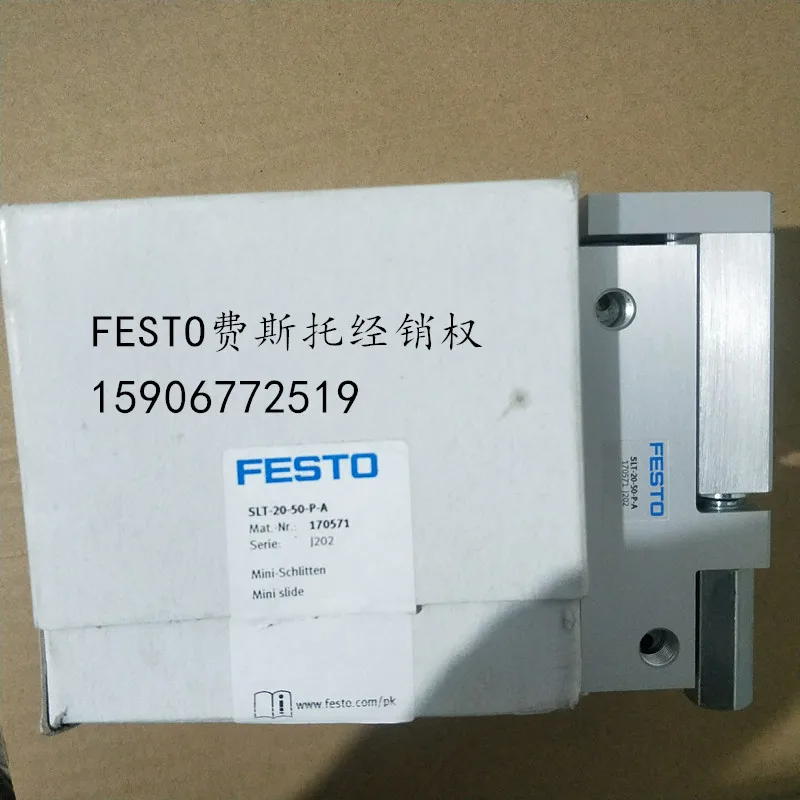 FESTO费斯托经销权
15906772519
FESTO
SLT-20-50-P-A
Mat.-Nr.: 170571
Serie: J202
Mini-Schlitten
Mini slide
www.festo.com/pk
FESTO
SLT-20-50-P-A
170571 J202